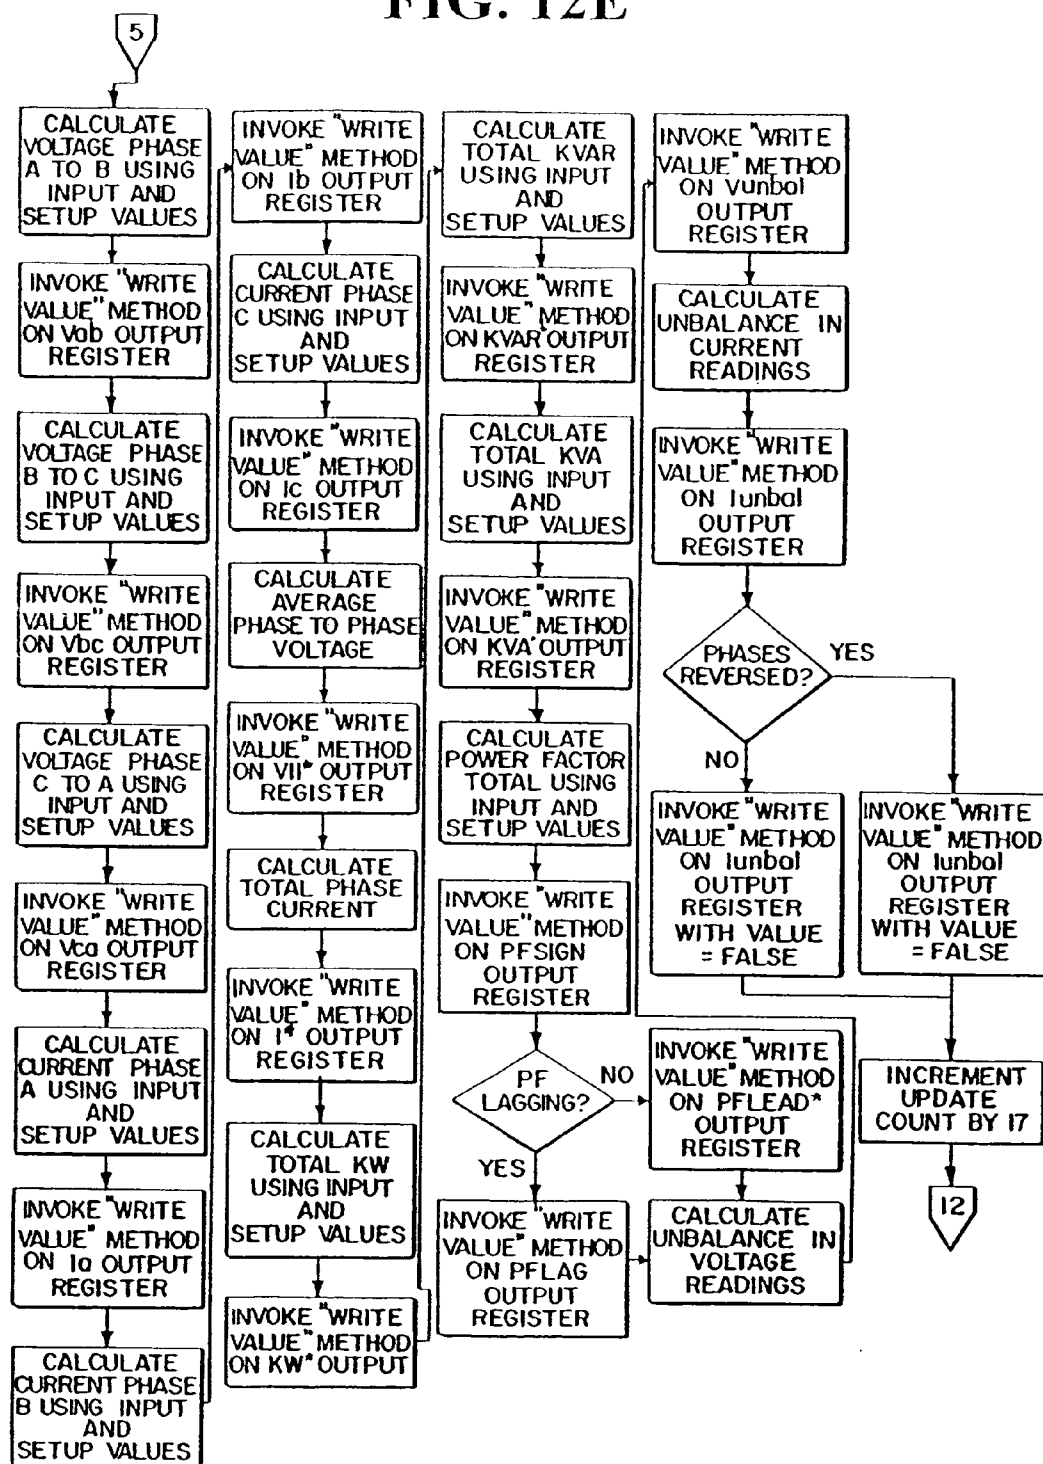 FIG. 12E
5
CALCULATE
VOLTAGE PHASE
A TO B USING
INPUT AND
SETUP VALUES
INVOKE "WRITE
VALUE" METHOD
ON Vab OUTPUT
REGISTER
CALCULATE
VOLTAGE PHASE
B TO C USING
INPUT AND
SETUP VALUES
INVOKE "WRITE
VALUE" METHOD
ON Vbc OUTPUT
REGISTER
CALCULATE
VOLTAGE PHASE
C TO A USING
INPUT AND
SETUP VALUES
INVOKE "WRITE
VALUE" METHOD
ON Vca OUTPUT
REGISTER
CALCULATE
CURRENT PHASE
A USING INPUT
AND
SETUP VALUES
INVOKE "WRITE
VALUE" METHOD
ON Ia OUTPUT
REGISTER
CALCULATE
CURRENT PHASE
B USING INPUT
AND
SETUP VALUES
INVOKE "WRITE
VALUE" METHOD
ON Ib OUTPUT
REGISTER
CALCULATE
CURRENT PHASE
C USING INPUT
AND
SETUP VALUES
INVOKE "WRITE
VALUE" METHOD
ON Ic OUTPUT
REGISTER
CALCULATE
AVERAGE
PHASE TO PHASE
VOLTAGE
INVOKE "WRITE
VALUE" METHOD
ON Vll* OUTPUT
REGISTER
CALCULATE
TOTAL PHASE
CURRENT
INVOKE "WRITE
VALUE" METHOD
ON I* OUTPUT
REGISTER
CALCULATE
TOTAL KW
USING INPUT
AND
SETUP VALUES
INVOKE "WRITE
VALUE" METHOD
ON KW* OUTPUT
CALCULATE
TOTAL KVAR
USING INPUT
AND
SETUP VALUES
INVOKE "WRITE
VALUE" METHOD
ON KVAR* OUTPUT
REGISTER
CALCULATE
TOTAL KVA
USING INPUT
AND
SETUP VALUES
INVOKE "WRITE
VALUE" METHOD
ON KVA* OUTPUT
REGISTER
CALCULATE
POWER FACTOR
TOTAL USING
INPUT AND
SETUP VALUES
INVOKE "WRITE
VALUE" METHOD
ON PFSIGN
OUTPUT
REGISTER
PF
LAGGING?
NO
YES
INVOKE "WRITE
VALUE" METHOD
ON PFLAG
OUTPUT
REGISTER
INVOKE "WRITE
VALUE" METHOD
ON PFLEAD*
OUTPUT
REGISTER
CALCULATE
UNBALANCE IN
VOLTAGE
READINGS
INVOKE "WRITE
VALUE" METHOD
ON Vunbal
OUTPUT
REGISTER
CALCULATE
UNBALANCE IN
CURRENT
READINGS
INVOKE "WRITE
VALUE" METHOD
ON Iunbal
OUTPUT
REGISTER
PHASES
REVERSED?
YES
NO
INVOKE "WRITE
VALUE" METHOD
ON Iunbal
OUTPUT
REGISTER
WITH VALUE
= FALSE
INVOKE "WRITE
VALUE" METHOD
ON Iunbal
OUTPUT
REGISTER
WITH VALUE
= FALSE
INCREMENT
UPDATE
COUNT BY 17
12